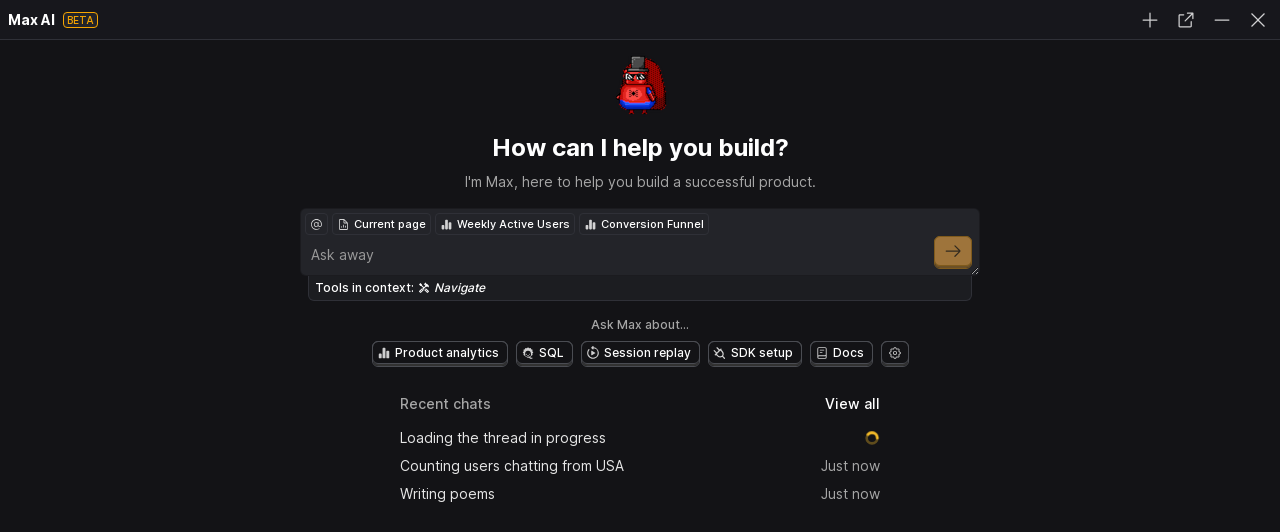 Max AI BETA
How can I help you build?
I'm Max, here to help you build a successful product.
@ Current page Weekly Active Users Conversion Funnel
Ask away
Tools in context: Navigate
Ask Max about...
Product analytics SQL Session replay SDK setup Docs
Recent chats View all
Loading the thread in progress
Counting users chatting from USA Just now
Writing poems Just now